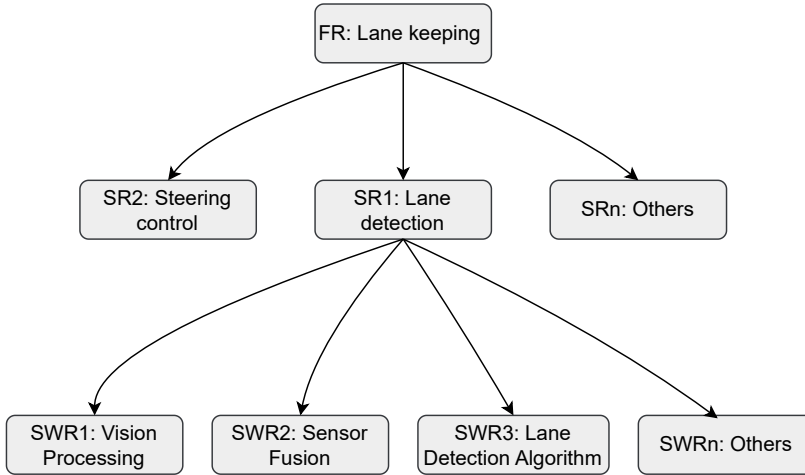 FR: Lane keeping
SR2: Steering
control
SR1: Lane
detection
SRn: Others
SWR1: Vision
Processing
SWR2: Sensor
Fusion
SWR3: Lane
Detection Algorithm
SWRn: Others